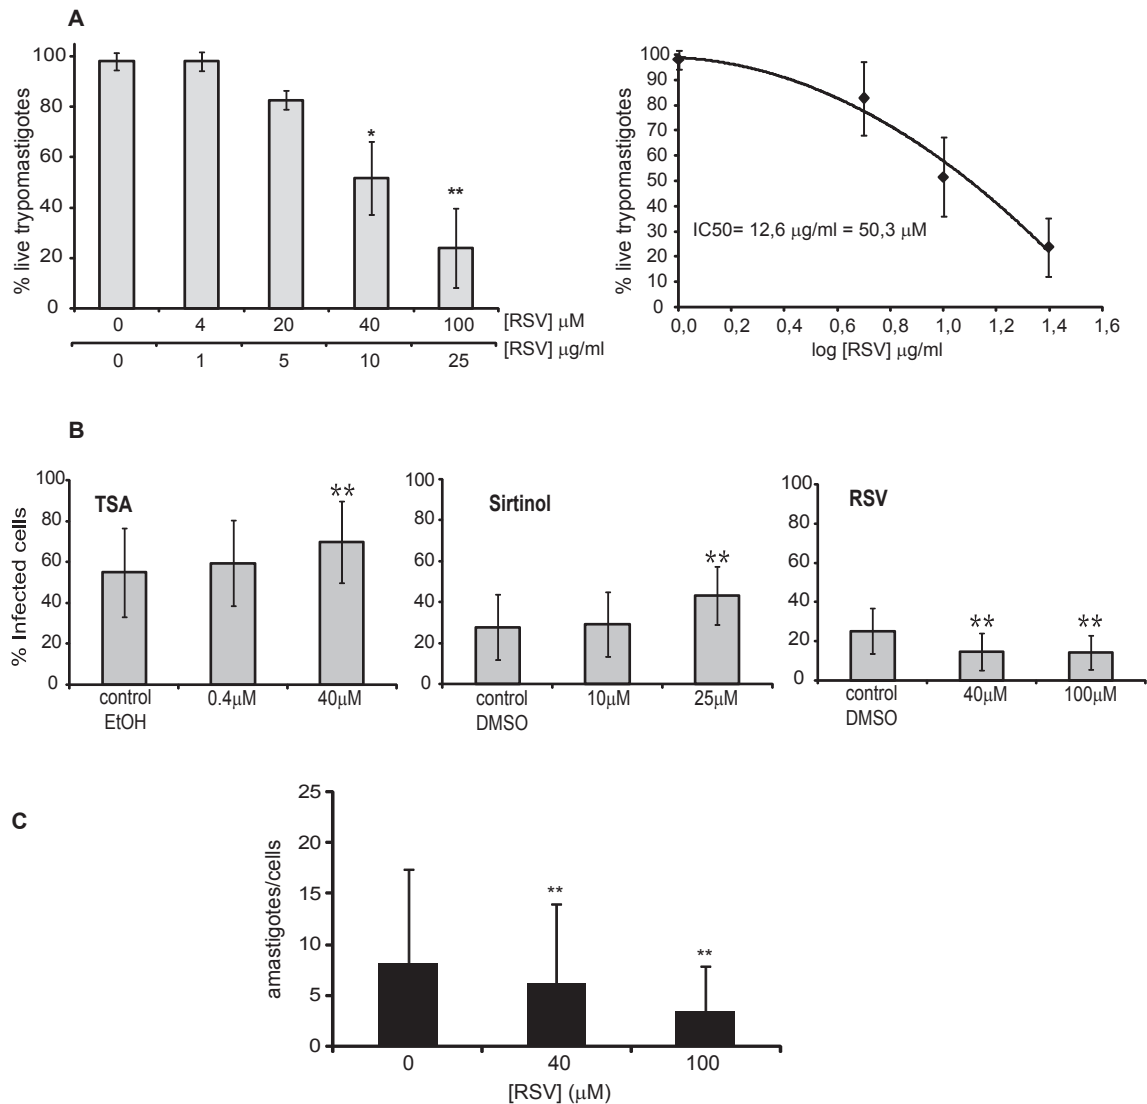 A
100
80
60
40
20
0
% live trypomastigotes
*
**
0 4 20 40 100 [RSV] μM
0 1 5 10 25 [RSV] μg/ml
100
90
80
70
60
50
40
30
20
10
0
% live trypomastigotes
IC50= 12,6 μg/ml = 50,3 μM
0,0 0,2 0,4 0,6 0,8 1,0 1,2 1,4 1,6
log [RSV] μg/ml
B
100
80
60
40
20
0
% Infected cells
TSA
**
control 0.4μM 40μM
EtOH
100
80
60
40
20
0
Sirtinol
**
control 10μM 25μM
DMSO
100
80
60
40
20
0
RSV
** **
control 40μM 100μM
DMSO
C
25
20
15
10
5
0
amastigotes/cells
**
**
0 40 100
[RSV] (μM)